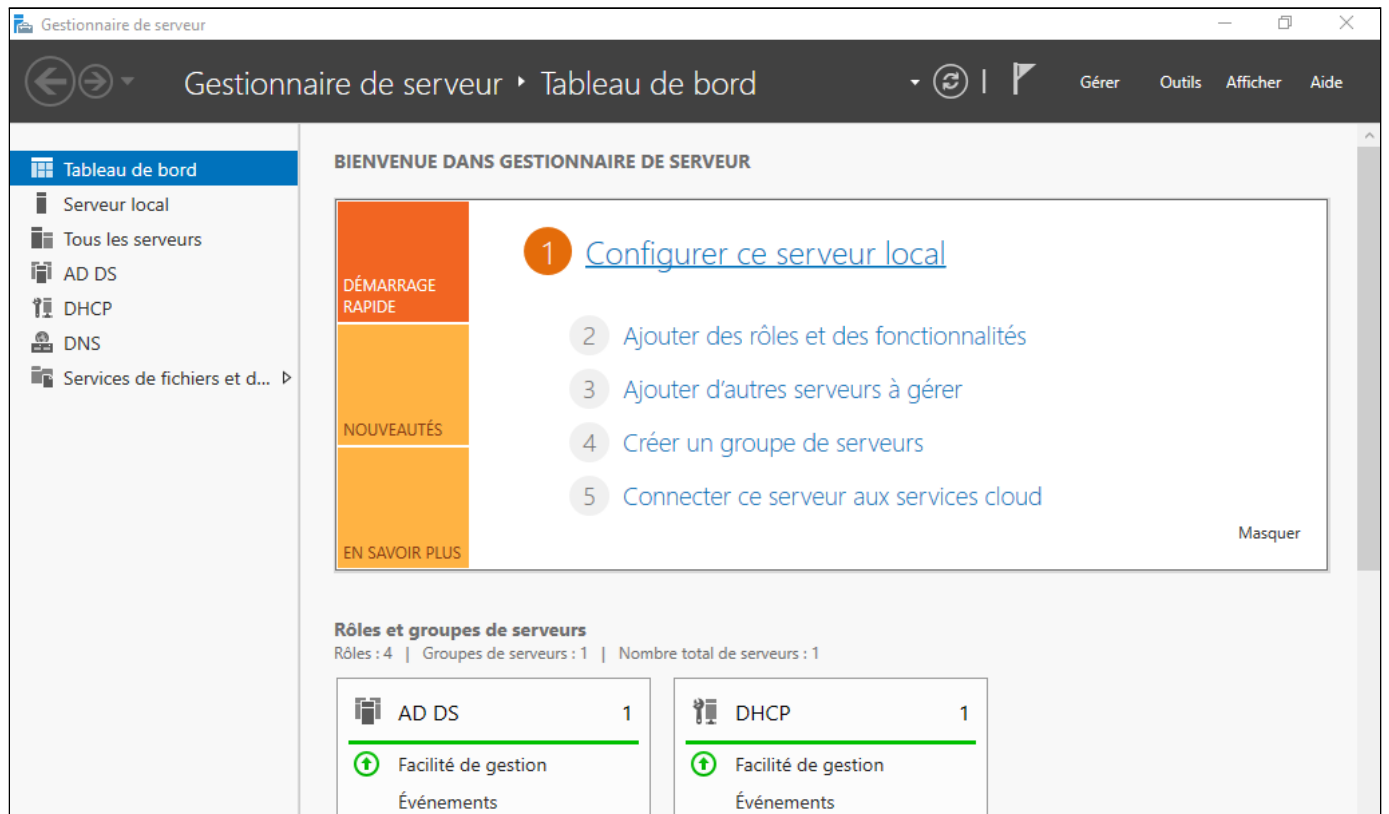 Gestionnaire de serveur
Gestionnaire de serveur ‣ Tableau de bord
Gérer Outils Afficher Aide
Tableau de bord
Serveur local
Tous les serveurs
AD DS
DHCP
DNS
Services de fichiers et d...
BIENVENUE DANS GESTIONNAIRE DE SERVEUR
DÉMARRAGE
RAPIDE
NOUVEAUTÉS
EN SAVOIR PLUS
1 Configurer ce serveur local
2 Ajouter des rôles et des fonctionnalités
3 Ajouter d’autres serveurs à gérer
4 Créer un groupe de serveurs
5 Connecter ce serveur aux services cloud
Masquer
Rôles et groupes de serveurs
Rôles : 4 | Groupes de serveurs : 1 | Nombre total de serveurs : 1
AD DS 1
Facilité de gestion
Événements
DHCP 1
Facilité de gestion
Événements